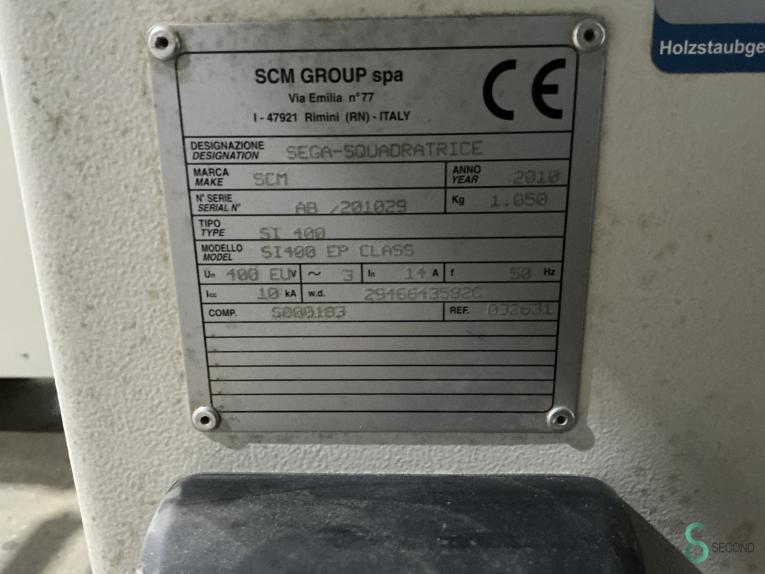 Holzstaubge
SCM GROUP spa
Via Emilia n°77
I - 47921 Rimini (RN) - ITALY
CE
DESIGNAZIONE
DESIGNATION SEGA-SQUADRATRICE
MARCA
MAKE SCM ANNO
YEAR 2010
N° SERIE
SERIAL N° AB /201029 Kg 1.050
TIPO
TYPE SI 400
MODELLO
MODEL SI400 EP CLASS
Un 400 EU V ~ 3 In 14 A f 50 Hz
Icc 10 kA w.d. 2946643592C
COMP. S000183 REF. 032631
SECOND